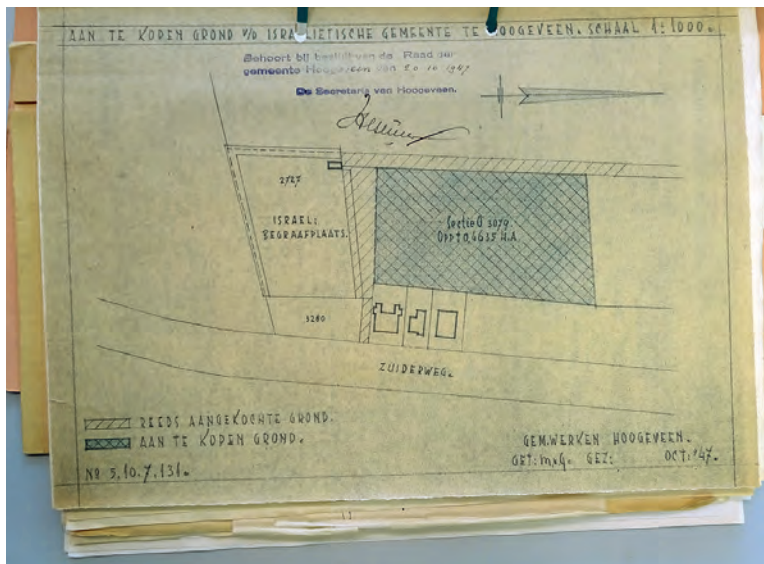 AAN TE KOPEN GROND V/D ISRAELIETISCHE GEMEENTE TE HOOGEVEEN. SCHAAL 1:1000.
Behoort bij besluit van de Raad der
gemeente Hoogeveen van 20 10 1947
De Secretaris van Hoogeveen.
2727
ISRAEL:
BEGRAAFPLAATS.
Sectie G 3079.
OPPT 0,4635 H.A.
3280
ZUIDERWEG.
REEDS AANGEKOCHTE GROND.
AAN TE KOPEN GROND.
GEM.WERKEN HOOGEVEEN.
GET: m.G. GEZ: OCT: '47.
No 5.10.7.131.